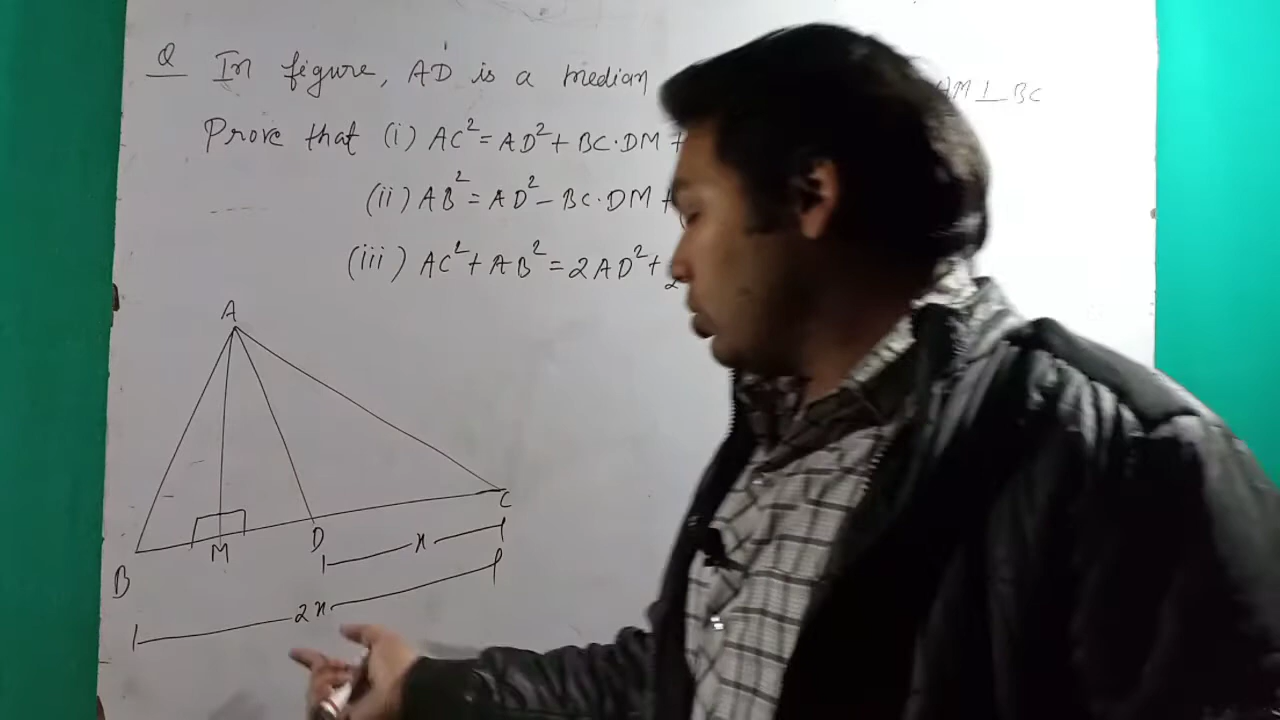 Q In figure, AD is a median AM ⊥ BC
Prove that (i) AC² = AD² + BC·DM +
(ii) AB² = AD² - BC·DM +
(iii) AC² + AB² = 2AD² +
2
A
B
M
D
C
x
2x